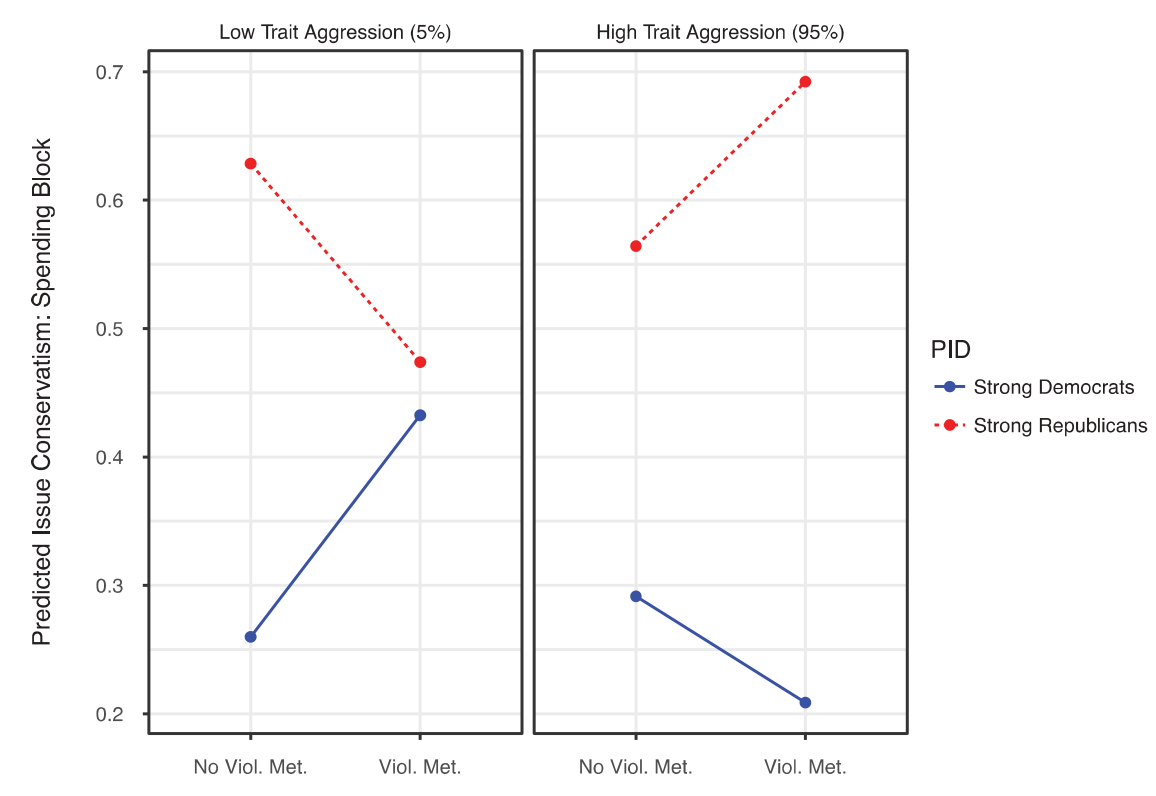 Low Trait Aggression (5%)
High Trait Aggression (95%)
Predicted Issue Conservatism: Spending Block
0.7
0.6
0.5
0.4
0.3
0.2
No Viol. Met.
Viol. Met.
No Viol. Met.
Viol. Met.
PID
Strong Democrats
Strong Republicans